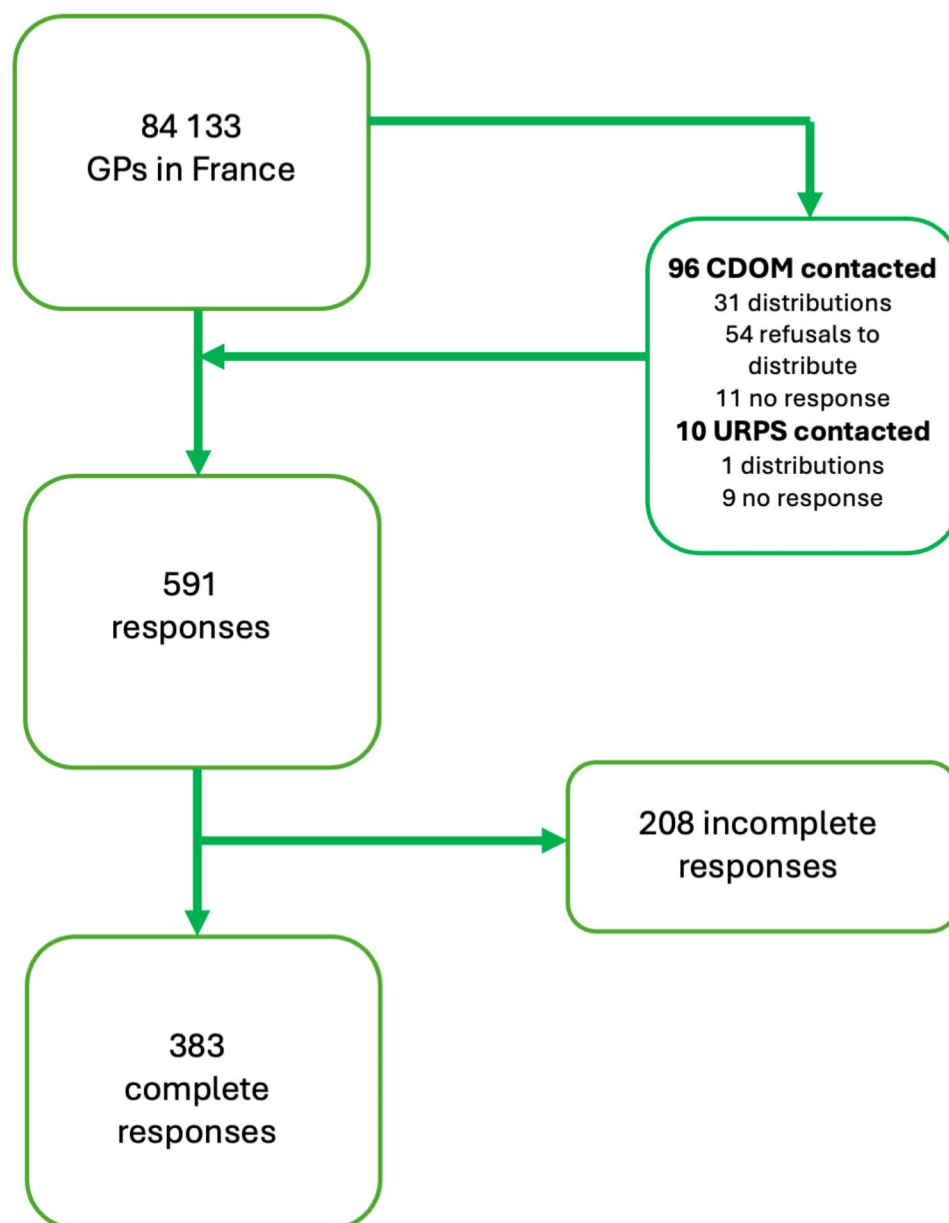 84 133
GPs in France
96 CDOM contacted
31 distributions
54 refusals to
distribute
11 no response
10 URPS contacted
1 distributions
9 no response
591
responses
208 incomplete
responses
383
complete
responses